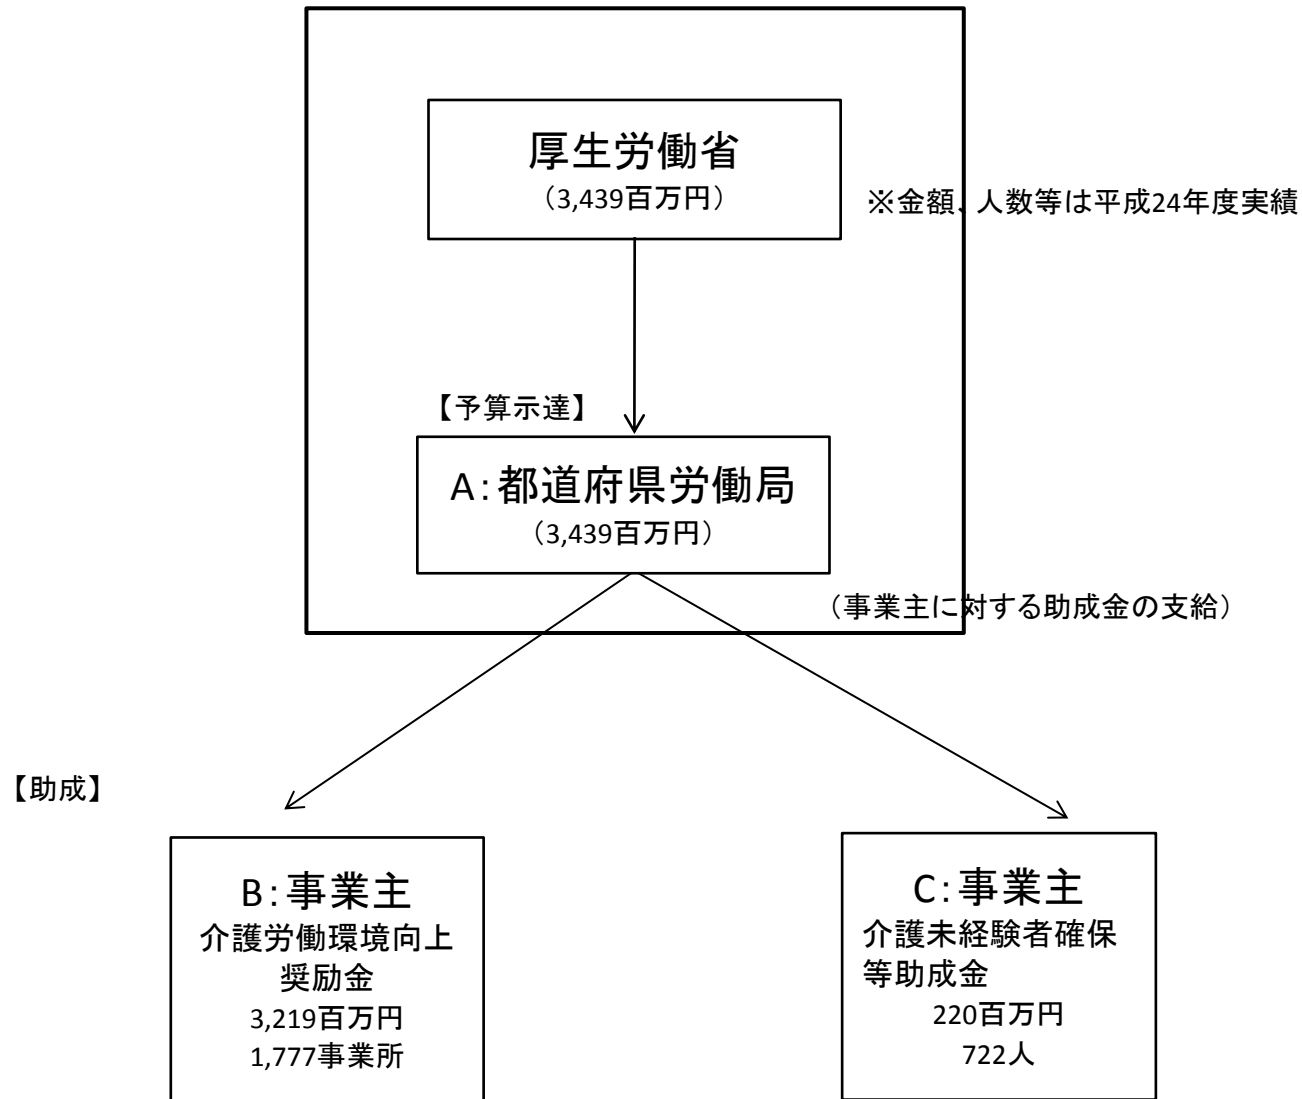 厚生労働省
（3,439百万円）
※金額、人数等は平成24年度実績
【予算示達】
A：都道府県労働局
（3,439百万円）
（事業主に対する助成金の支給）
【助成】
B：事業主
介護労働環境向上
奨励金
3,219百万円
1,777事業所
C：事業主
介護未経験者確保
等助成金
220百万円
722人